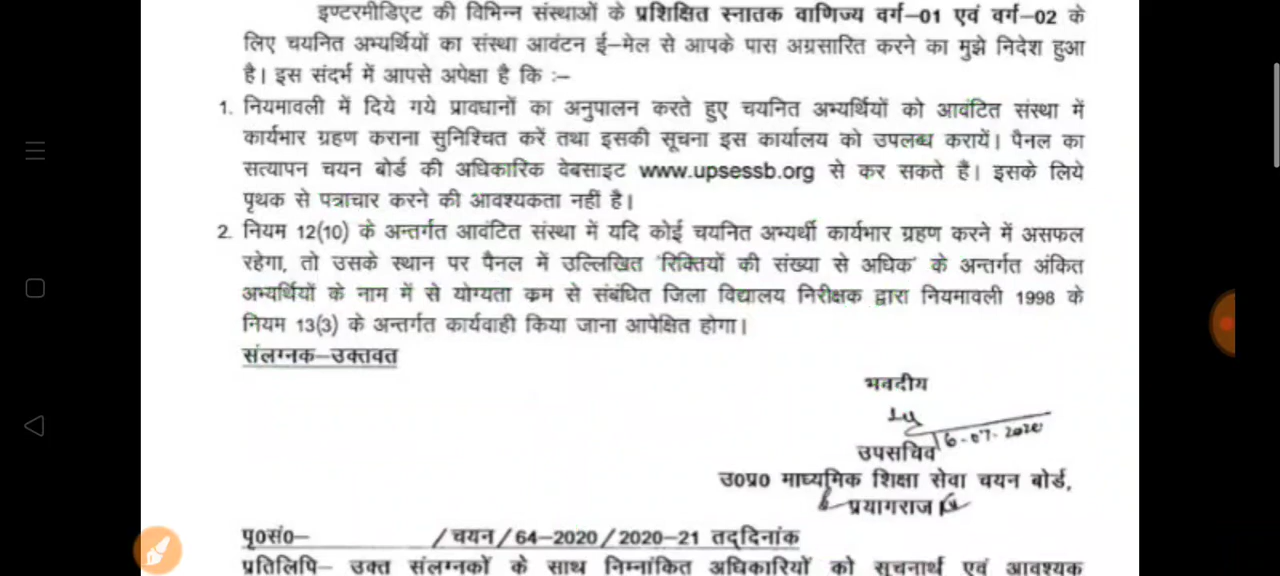 इण्टरमीडिएट की विभिन्न संस्थाओं के प्रशिक्षित स्नातक वाणिज्य वर्ग–01 एवं वर्ग–02 के
लिए चयनित अभ्यर्थियों का संस्था आवंटन ई–मेल से आपके पास अग्रसारित करने का मुझे निदेश हुआ
है। इस संदर्भ में आपसे अपेक्षा है कि :–
1. नियमावली में दिये गये प्रावधानों का अनुपालन करते हुए चयनित अभ्यर्थियों को आवंटित संस्था में
कार्यभार ग्रहण कराना सुनिश्चित करें तथा इसकी सूचना इस कार्यालय को उपलब्ध करायें। पैनल का
सत्यापन चयन बोर्ड की अधिकारिक वेबसाइट www.upsessb.org से कर सकते हैं। इसके लिये
पृथक से पत्राचार करने की आवश्यकता नहीं है।
2. नियम 12(10) के अन्तर्गत आवंटित संस्था में यदि कोई चयनित अभ्यर्थी कार्यभार ग्रहण करने में असफल
रहेगा, तो उसके स्थान पर पैनल में उल्लिखित 'रिक्तियों की संख्या से अधिक' के अन्तर्गत अंकित
अभ्यर्थियों के नाम में से योग्यता क्रम से संबंधित जिला विद्यालय निरीक्षक द्वारा नियमावली 1998 के
नियम 13(3) के अन्तर्गत कार्यवाही किया जाना आपेक्षित होगा।
संलग्नक–उक्तवत
भवदीय
16-07-2020
उपसचिव
उ०प्र० माध्यमिक शिक्षा सेवा चयन बोर्ड,
प्रयागराज
पृ०सं०– /चयन/64–2020/2020–21 तद्दिनांक
प्रतिलिपि– उक्त संलग्नकों के साथ निम्नांकित अधिकारियों को सूचनार्थ एवं आवश्यक